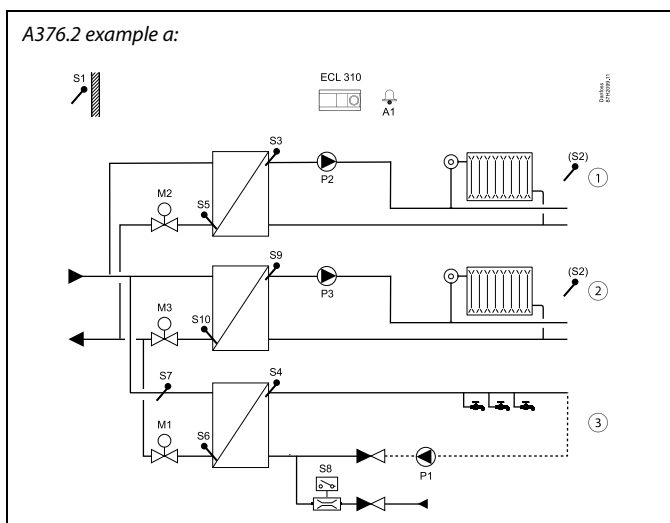 A376.2 example a:
S1
ECL 310
A1
Danfoss
87H2099.11
S3
P2
(S2)
1
M2
S5
S9
P3
(S2)
2
M3
S10
S7
S4
3
M1
S6
P1
S8